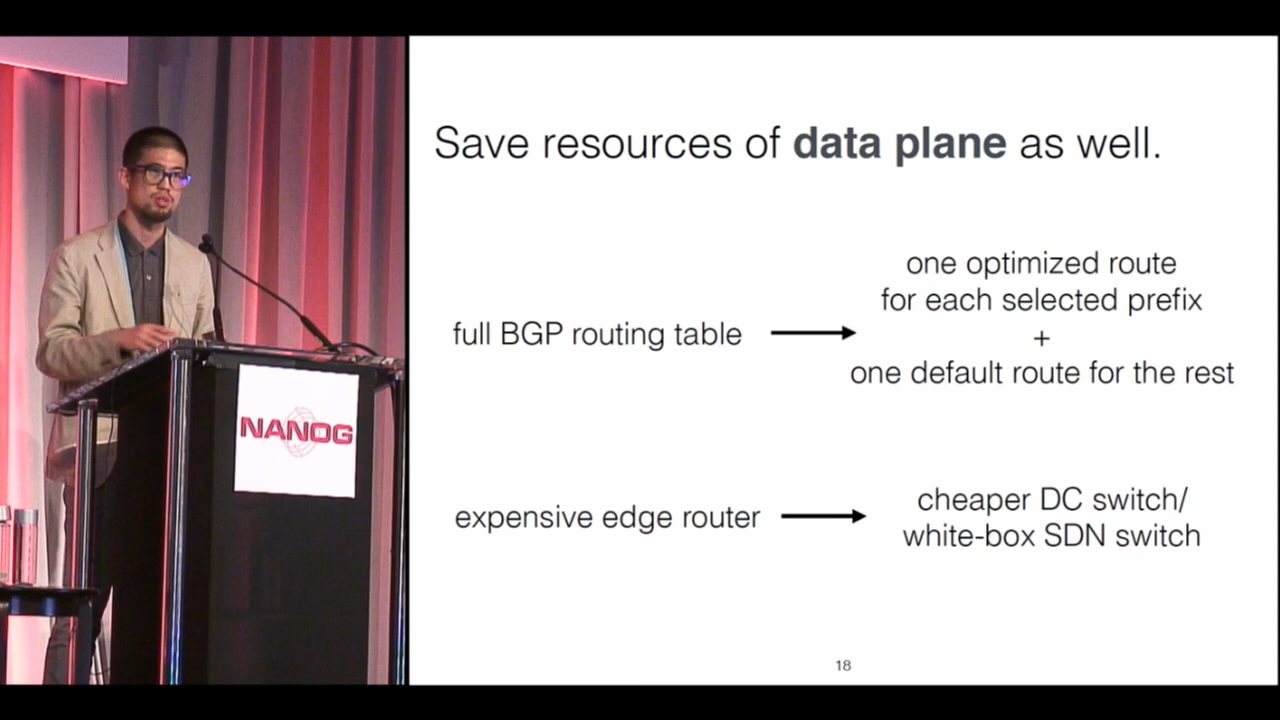 NANOG
Save resources of data plane as well.
full BGP routing table
one optimized route
for each selected prefix
+
one default route for the rest
expensive edge router
cheaper DC switch/
white-box SDN switch
18